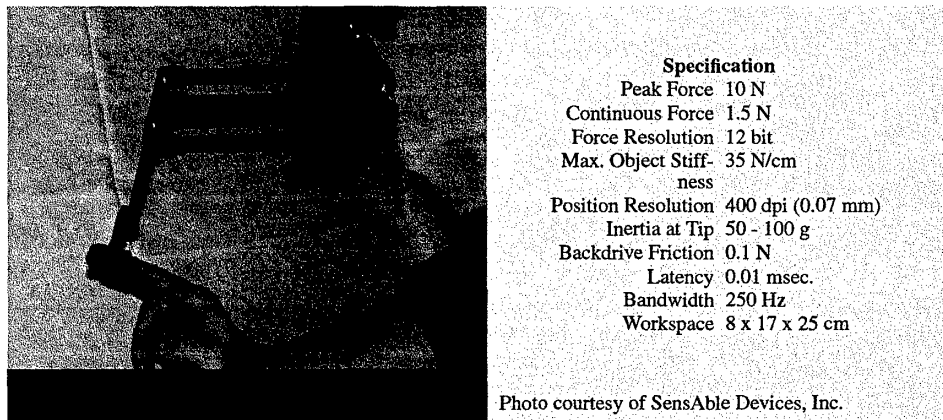 Specification
Peak Force 10 N
Continuous Force 1.5 N
Force Resolution 12 bit
Max. Object Stiff- 35 N/cm
ness
Position Resolution 400 dpi (0.07 mm)
Inertia at Tip 50 - 100 g
Backdrive Friction 0.1 N
Latency 0.01 msec.
Bandwidth 250 Hz
Workspace 8 x 17 x 25 cm
Photo courtesy of SensAble Devices, Inc.